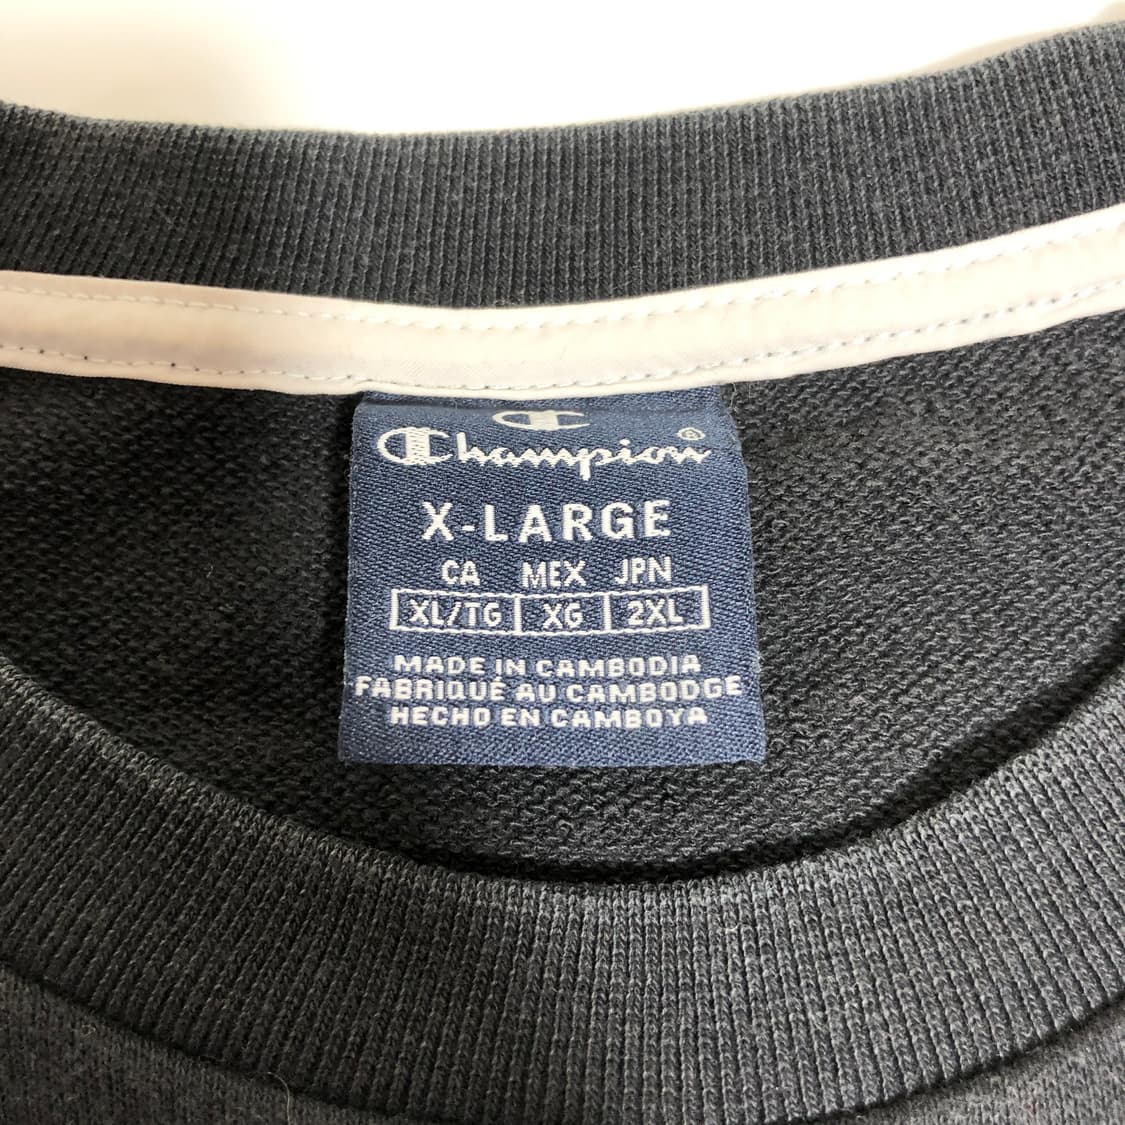 Champion®
X-LARGE
CA MEX JPN
XL/TG XG 2XL
MADE IN CAMBODIA
FABRIQUÉ AU CAMBODGE
HECHO EN CAMBOYA